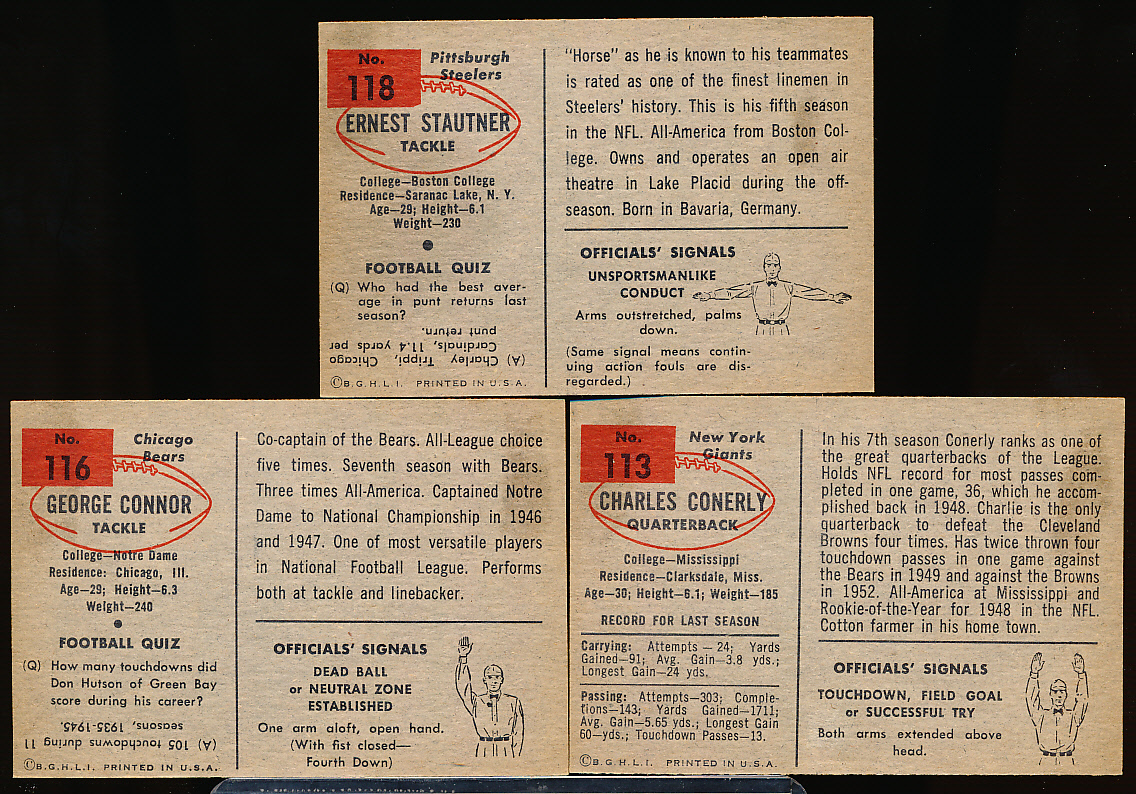 No.
118
Pittsburgh
Steelers
ERNEST STAUTNER
TACKLE
College—Boston College
Residence—Saranac Lake, N. Y.
Age—29; Height—6.1
Weight—230
FOOTBALL QUIZ
(Q) Who had the best aver-
age in punt returns last
season?
(A) Charley Trippi, Chicago
Cardinals, 11.4 yards per
punt return.
©B.G.H.L.I. PRINTED IN U.S.A.
"Horse" as he is known to his teammates
is rated as one of the finest linemen in
Steelers' history. This is his fifth season
in the NFL. All-America from Boston Col-
lege. Owns and operates an open air
theatre in Lake Placid during the off-
season. Born in Bavaria, Germany.
OFFICIALS' SIGNALS
UNSPORTSMANLIKE
CONDUCT
Arms outstretched, palms
down.
(Same signal means contin-
uing action fouls are dis-
regarded.)
No.
116
Chicago
Bears
GEORGE CONNOR
TACKLE
College—Notre Dame
Residence: Chicago, Ill.
Age—29; Height—6.3
Weight—240
FOOTBALL QUIZ
(Q) How many touchdowns did
Don Hutson of Green Bay
score during his career?
(A) 105 touchdowns during 11
seasons, 1935-1945.
©B.G.H.L.I. PRINTED IN U.S.A.
Co-captain of the Bears. All-League choice
five times. Seventh season with Bears.
Three times All-America. Captained Notre
Dame to National Championship in 1946
and 1947. One of most versatile players
in National Football League. Performs
both at tackle and linebacker.
OFFICIALS' SIGNALS
DEAD BALL
or NEUTRAL ZONE
ESTABLISHED
One arm aloft, open hand.
(With fist closed—
Fourth Down)
No.
113
New York
Giants
CHARLES CONERLY
QUARTERBACK
College—Mississippi
Residence—Clarksdale, Miss.
Age—30; Height—6.1; Weight—185
RECORD FOR LAST SEASON
Carrying: Attempts — 24; Yards
Gained—91; Avg. Gain—3.8 yds.;
Longest Gain—24 yds.
Passing: Attempts—303; Comple-
tions—143; Yards Gained—1711;
Avg. Gain—5.65 yds.; Longest Gain
60—yds.; Touchdown Passes—13.
©B.G.H.L.I. PRINTED IN U.S.A.
In his 7th season Conerly ranks as one of
the great quarterbacks of the League.
Holds NFL record for most passes com-
pleted in one game, 36, which he accom-
plished back in 1948. Charlie is the only
quarterback to defeat the Cleveland
Browns four times. Has twice thrown four
touchdown passes in one game against
the Bears in 1949 and against the Browns
in 1952. All-America at Mississippi and
Rookie-of-the-Year for 1948 in the NFL.
Cotton farmer in his home town.
OFFICIALS' SIGNALS
TOUCHDOWN, FIELD GOAL
or SUCCESSFUL TRY
Both arms extended above
head.